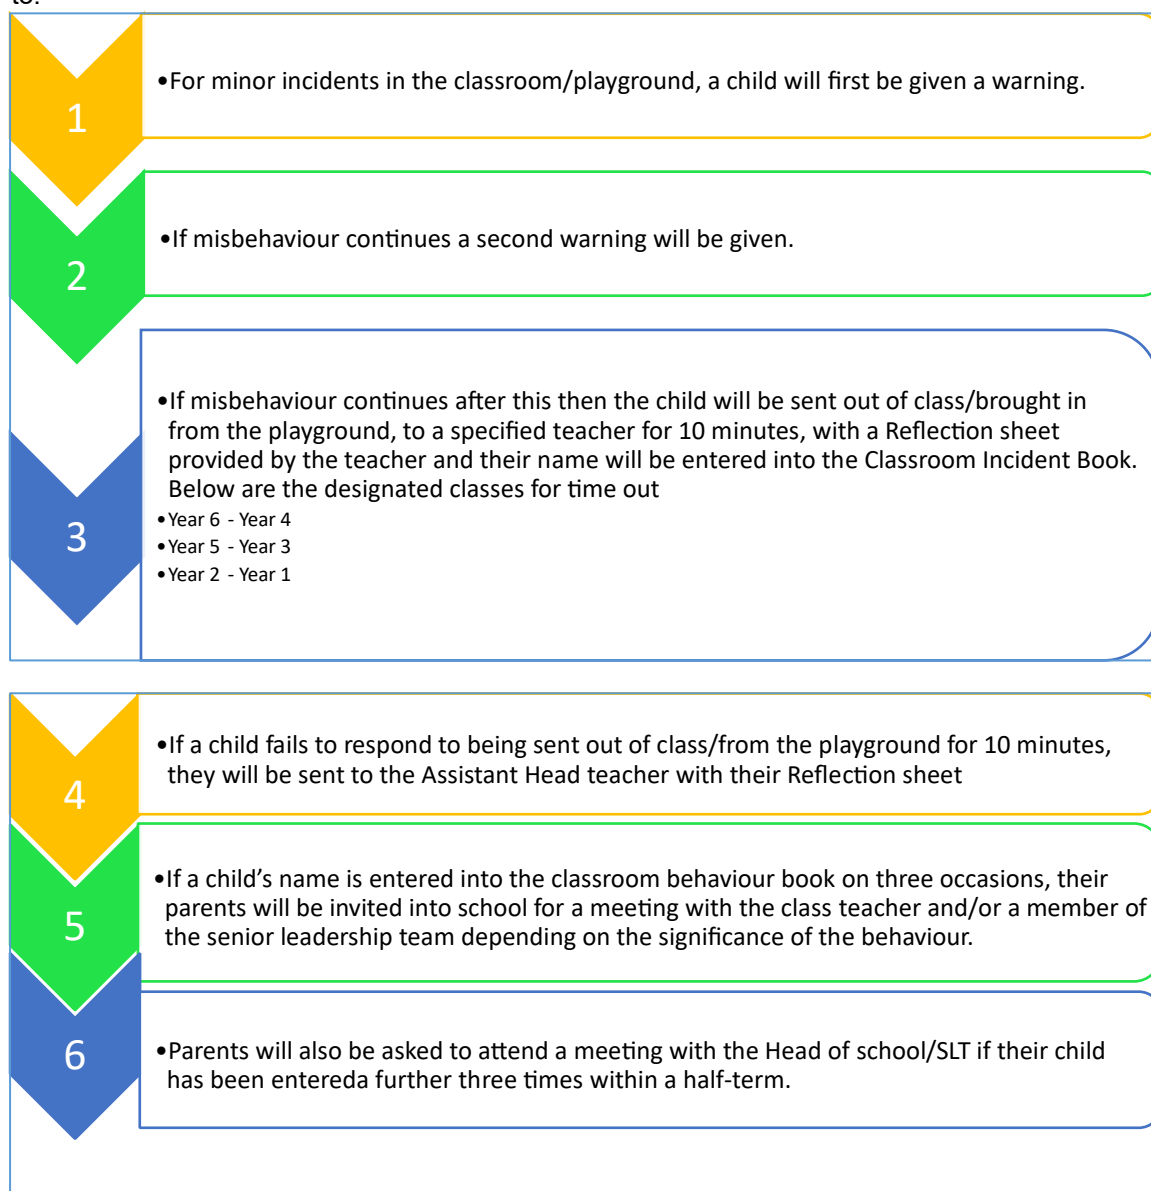 to:
1
•For minor incidents in the classroom/playground, a child will first be given a warning.
2
•If misbehaviour continues a second warning will be given.
3
•If misbehaviour continues after this then the child will be sent out of class/brought in
from the playground, to a specified teacher for 10 minutes, with a Reflection sheet
provided by the teacher and their name will be entered into the Classroom Incident Book.
Below are the designated classes for time out
•Year 6 - Year 4
•Year 5 - Year 3
•Year 2 - Year 1
4
•If a child fails to respond to being sent out of class/from the playground for 10 minutes,
they will be sent to the Assistant Head teacher with their Reflection sheet
5
•If a child’s name is entered into the classroom behaviour book on three occasions, their
parents will be invited into school for a meeting with the class teacher and/or a member of
the senior leadership team depending on the significance of the behaviour.
6
•Parents will also be asked to attend a meeting with the Head of school/SLT if their child
has been entereda further three times within a half-term.